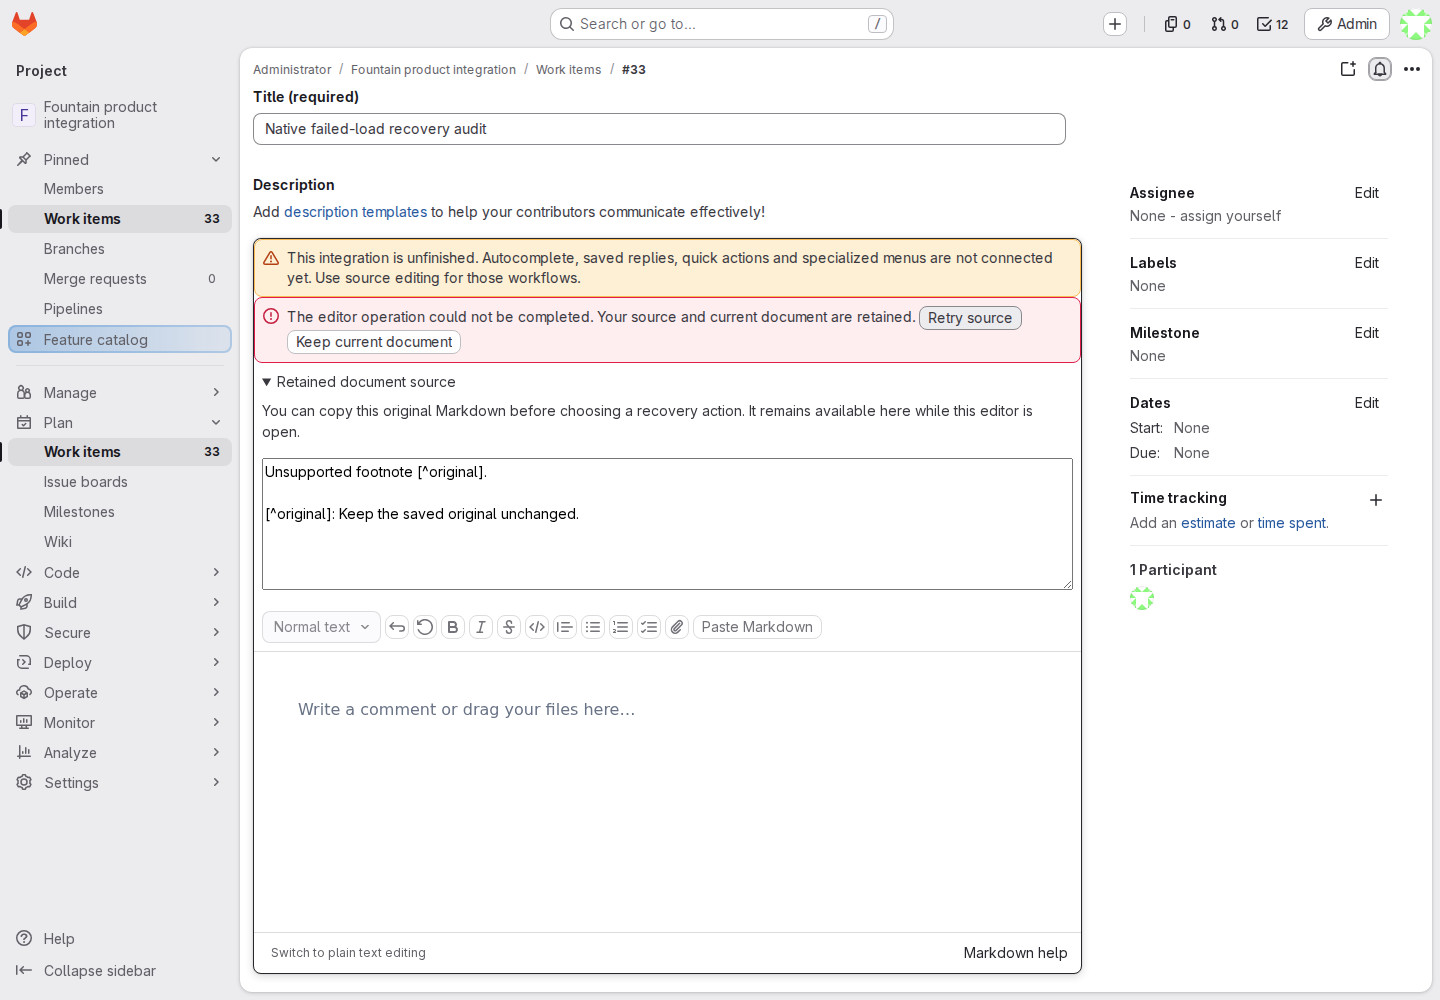 Search or go to...
/
0
0
12
Admin
Project
F
Fountain product integration
Pinned
Members
Work items
33
Branches
Merge requests
0
Pipelines
Feature catalog
Manage
Plan
Work items
33
Issue boards
Milestones
Wiki
Code
Build
Secure
Deploy
Operate
Monitor
Analyze
Settings
Help
Collapse sidebar
Administrator / Fountain product integration / Work items / #33
Title (required)
Native failed-load recovery audit
Description
Add description templates to help your contributors communicate effectively!
This integration is unfinished. Autocomplete, saved replies, quick actions and specialized menus are not connected
yet. Use source editing for those workflows.
The editor operation could not be completed. Your source and current document are retained. Retry source
Keep current document
Retained document source
You can copy this original Markdown before choosing a recovery action. It remains available here while this editor is
open.
Unsupported footnote [^original].
[^original]: Keep the saved original unchanged.
Normal text
Paste Markdown
Write a comment or drag your files here...
Switch to plain text editing
Markdown help
Assignee
Edit
None - assign yourself
Labels
Edit
None
Milestone
Edit
None
Dates
Edit
Start: None
Due: None
Time tracking
Add an estimate or time spent.
1 Participant